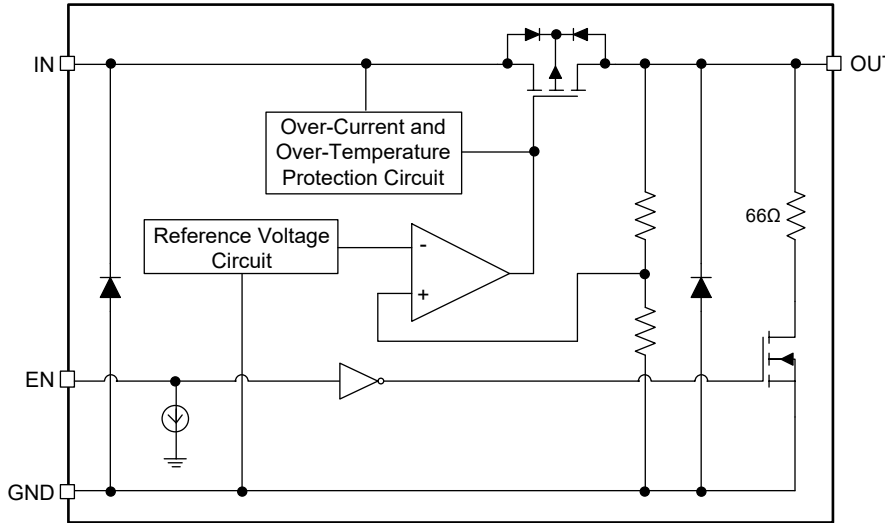 IN
OUT
Over-Current and
Over-Temperature
Protection Circuit
66Ω
Reference Voltage
Circuit
-
+
EN
GND